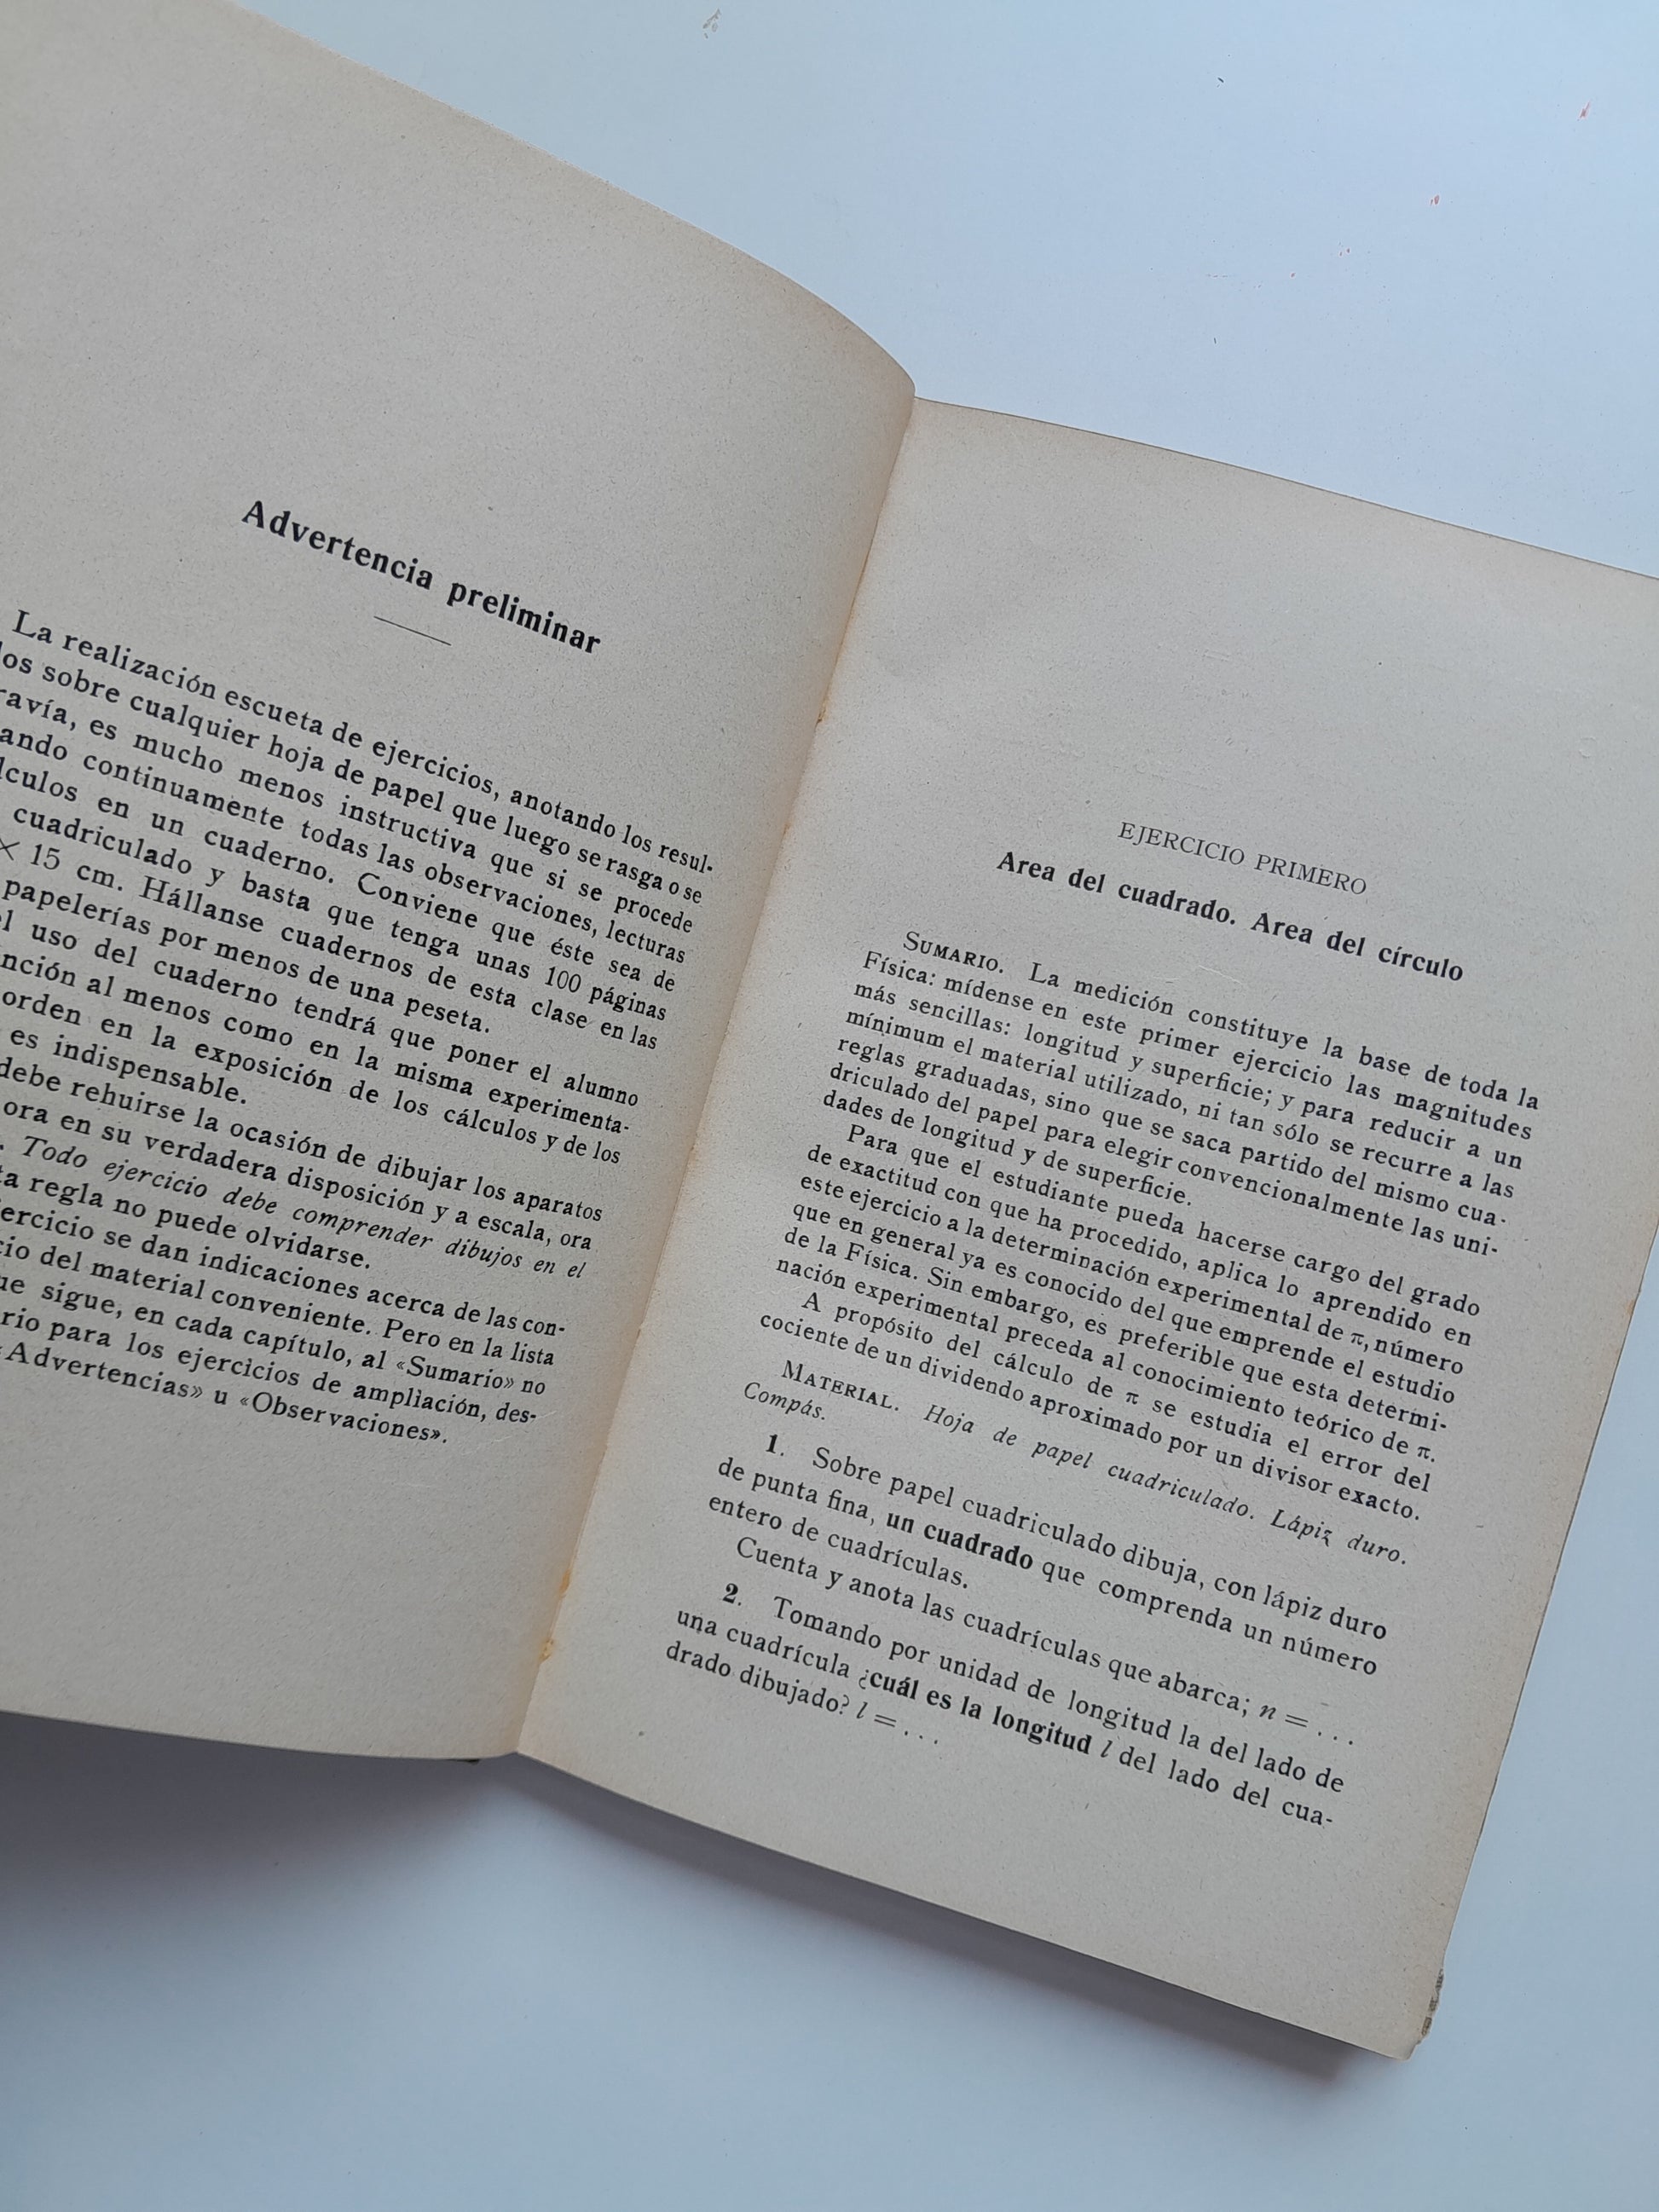 Advertencia preliminar
La realización escueta de ejercicios, anotando los resul-
sobre cualquier hoja de papel que luego se rasga o se
es mucho menos instructiva que si se procede
continuamente todas las observaciones, lecturas
en un cuaderno. Conviene que éste sea de
cuadriculado y basta que tenga unas 100 páginas
× 15 cm. Hállanse cuadernos de esta clase en las
papelerías por menos de una peseta.
uso del cuaderno tendrá que poner el alumno
al menos como en la misma experimenta-
orden en la exposición de los cálculos y de los
es indispensable.
debe rehuirse la ocasión de dibujar los aparatos
ora en su verdadera disposición y a escala, ora
Todo ejercicio debe comprender dibujos en el
regla no puede olvidarse.
se dan indicaciones acerca de las con-
del material conveniente. Pero en la lista
sigue, en cada capítulo, al «Sumario» no
para los ejercicios de ampliación, des-
«Advertencias» u «Observaciones».
EJERCICIO PRIMERO
Area del cuadrado. Area del círculo
SUMARIO. La medición constituye la base de toda la
Física: mídense en este primer ejercicio las magnitudes
más sencillas: longitud y superficie; y para reducir a un
mínimum el material utilizado, ni tan sólo se recurre a las
reglas graduadas, sino que se saca partido del mismo cua-
driculado del papel para elegir convencionalmente las uni-
dades de longitud y de superficie.
Para que el estudiante pueda hacerse cargo del grado
de exactitud con que ha procedido, aplica lo aprendido en
este ejercicio a la determinación experimental de π, número
que en general ya es conocido del que emprende el estudio
de la Física. Sin embargo, es preferible que esta determi-
nación experimental preceda al conocimiento teórico de π.
A propósito del cálculo de π se estudia el error del
cociente de un dividendo aproximado por un divisor exacto.
MATERIAL. Hoja de papel cuadriculado. Lápiz duro.
Compás.
1. Sobre papel cuadriculado dibuja, con lápiz duro
de punta fina, un cuadrado que comprenda un número
entero de cuadrículas.
Cuenta y anota las cuadrículas que abarca; n = . . .
2. Tomando por unidad de longitud la del lado de
una cuadrícula ¿cuál es la longitud l del lado del cua-
drado dibujado? l = . . .